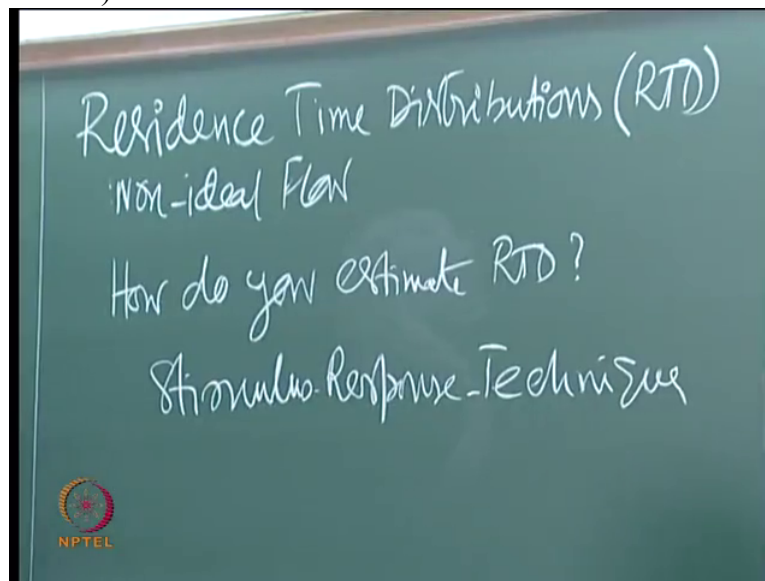 Residence Time Distributions (RTD)
Non-ideal Flow
How do you estimate RTD?
Stimulus-Response-Technique
NPTEL